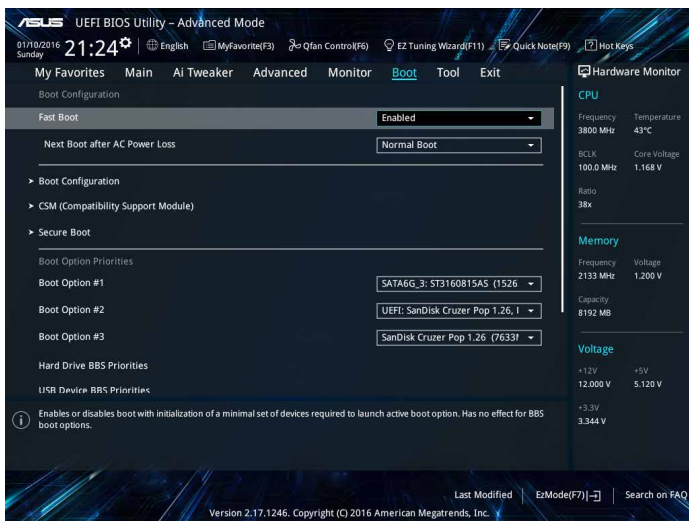 ASUS UEFI BIOS Utility – Advanced Mode
01/10/2016 Sunday 21:24 English MyFavorite(F3) Qfan Control(F6) EZ Tuning Wizard(F11) Quick Note(F9) ? Hot Keys
My Favorites Main Ai Tweaker Advanced Monitor Boot Tool Exit
Boot Configuration
Fast Boot Enabled
Next Boot after AC Power Loss Normal Boot
> Boot Configuration
> CSM (Compatibility Support Module)
> Secure Boot
Boot Option Priorities
Boot Option #1 SATA6G_3: ST3160815AS (1526
Boot Option #2 UEFI: SanDisk Cruzer Pop 1.26, I
Boot Option #3 SanDisk Cruzer Pop 1.26 (7633
Hard Drive BBS Priorities
USB Device BBS Priorities
i Enables or disables boot with initialization of a minimal set of devices required to launch active boot option. Has no effect for BBS
boot options.
Hardware Monitor
CPU
Frequency Temperature
3800 MHz 43°C
BCLK Core Voltage
100.0 MHz 1.168 V
Ratio
38x
Memory
Frequency Voltage
2133 MHz 1.200 V
Capacity
8192 MB
Voltage
+12V +5V
12.000 V 5.120 V
+3.3V
3.344 V
Last Modified EzMode(F7)| Search on FAQ
Version 2.17.1246. Copyright (C) 2016 American Megatrends, Inc.